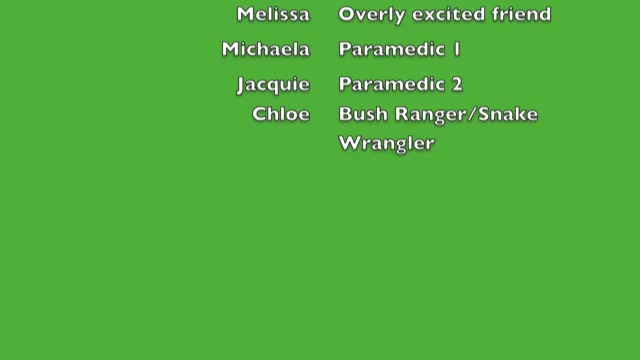 Melissa Overly excited friend
Michaela Paramedic 1
Jacquie Paramedic 2
Chloe Bush Ranger/Snake
Wrangler